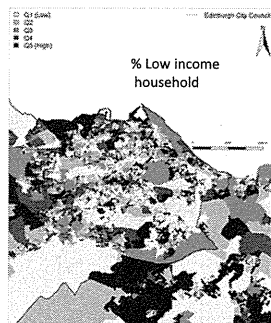 Q1 (Low)
Q2
Q3
Q4
Q5 (High)
Edinburgh City Council
% Low income
household